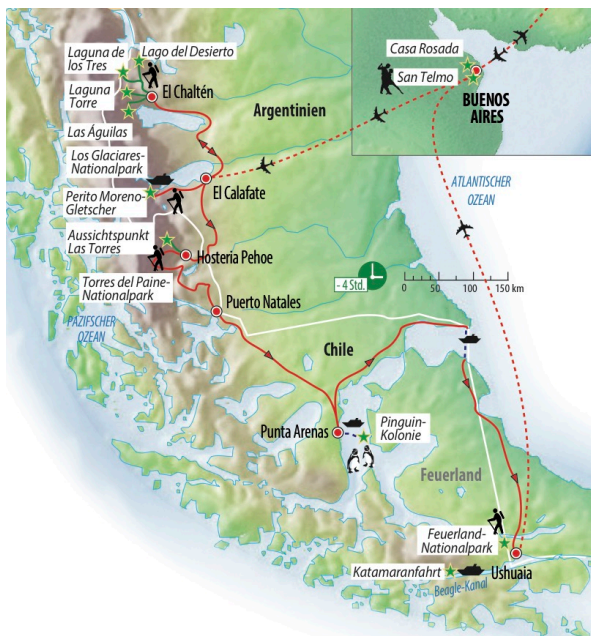 Laguna de
los Tres
Lago del Desierto
Laguna
Torre
El Chaltén
Las Águilas
Los Glaciares-
Nationalpark
Perito Moreno-
Gletscher
El Calafate
Argentinien
Casa Rosada
San Telmo
BUENOS
AIRES
ATLANTISCHER
OZEAN
Aussichtspunkt
Las Torres
Hosteria Pehoe
Torres del Paine-
Nationalpark
- 4 Std.
0 50 100 150 km
Puerto Natales
PAZIFSCHER
OZEAN
Chile
Punta Arenas
Pinguin-
Kolonie
Feuerland
Feuerland-
Nationalpark
Katamaranfahrt
Ushuaia
Beagle-Kanal